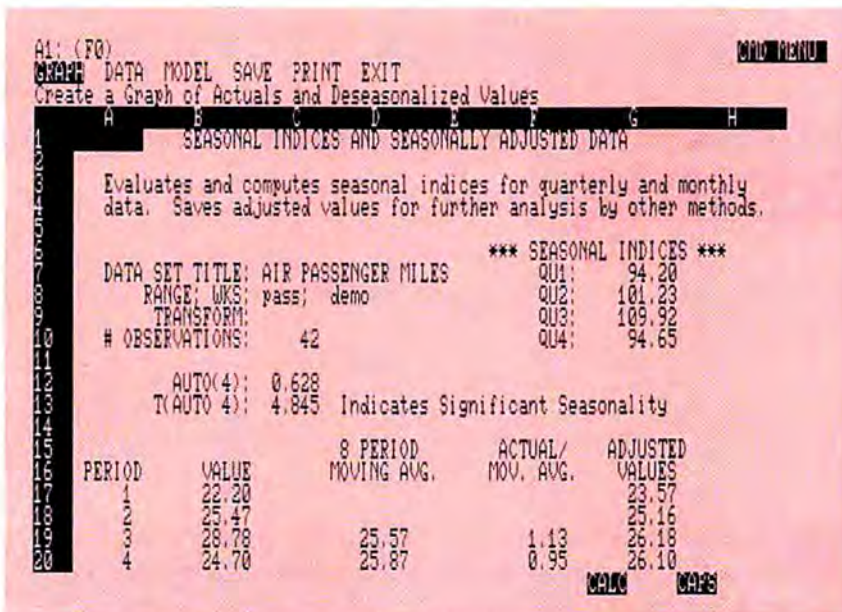 A1: (F0) CMD MENU
GRAPH DATA MODEL SAVE PRINT EXIT
Create a Graph of Actuals and Deseasonalized Values
A B C D E F G H
1 SEASONAL INDICES AND SEASONALLY ADJUSTED DATA
2
3 Evaluates and computes seasonal indices for quarterly and monthly
4 data. Saves adjusted values for further analysis by other methods.
5
6 *** SEASONAL INDICES ***
7 DATA SET TITLE: AIR PASSENGER MILES QU1: 94.20
8 RANGE; WKS: pass; demo QU2: 101.23
9 TRANSFORM: QU3: 109.92
10 # OBSERVATIONS: 42 QU4: 94.65
11
12 AUTO(4): 0.628
13 T(AUTO 4): 4.845 Indicates Significant Seasonality
14
15 8 PERIOD ACTUAL/ ADJUSTED
16 PERIOD VALUE MOVING AVG. MOV. AVG. VALUES
17 1 22.20 23.57
18 2 25.47 25.16
19 3 28.78 25.57 1.13 26.18
20 4 24.70 25.87 0.95 26.10
CALC CAPS